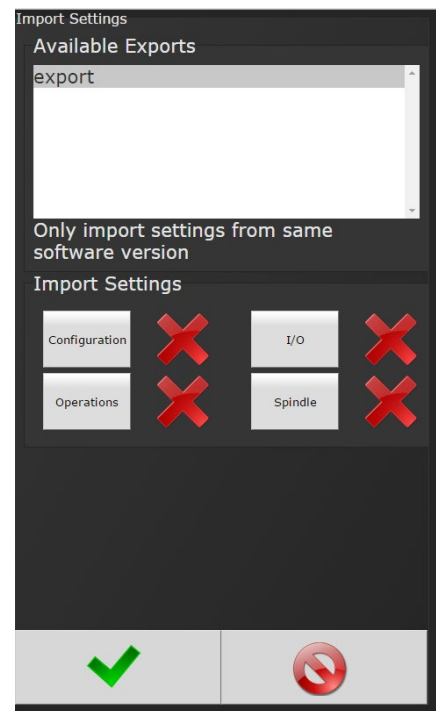 Import Settings
Available Exports
export
Only import settings from same
software version
Import Settings
Configuration
I/O
Operations
Spindle